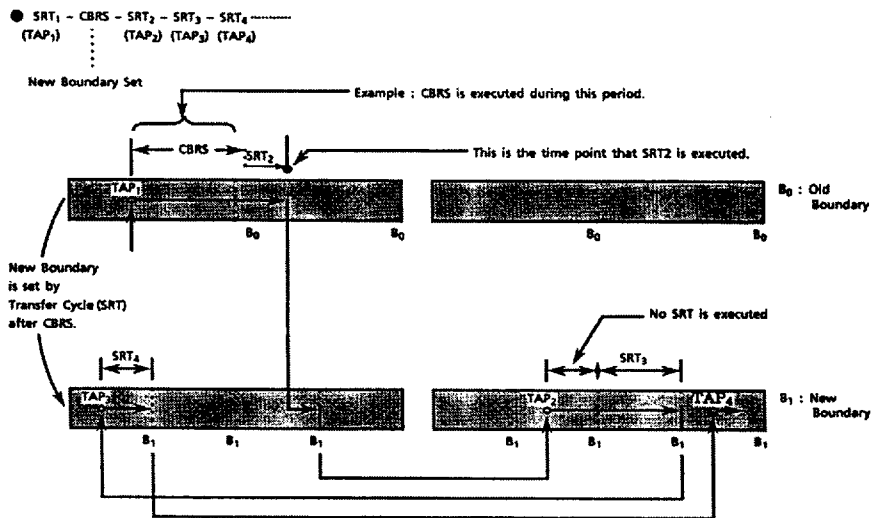 ● SRT₁ – CBRS – SRT₂ – SRT₃ – SRT₄ --------
(TAP₁) (TAP₂) (TAP₃) (TAP₄)
New Boundary Set
Example : CBRS is executed during this period.
CBRS
SRT₂
This is the time point that SRT2 is executed.
TAP₁
B₀ : Old
Boundary
B₀ B₀ B₀ B₀
New Boundary
is set by
Transfer Cycle (SRT)
after CBRS.
No SRT is executed
SRT₄ SRT₃
TAP₃ TAP₂ TAP₄
B₁ : New
Boundary
B₁ B₁ B₁ B₁ B₁ B₁ B₁